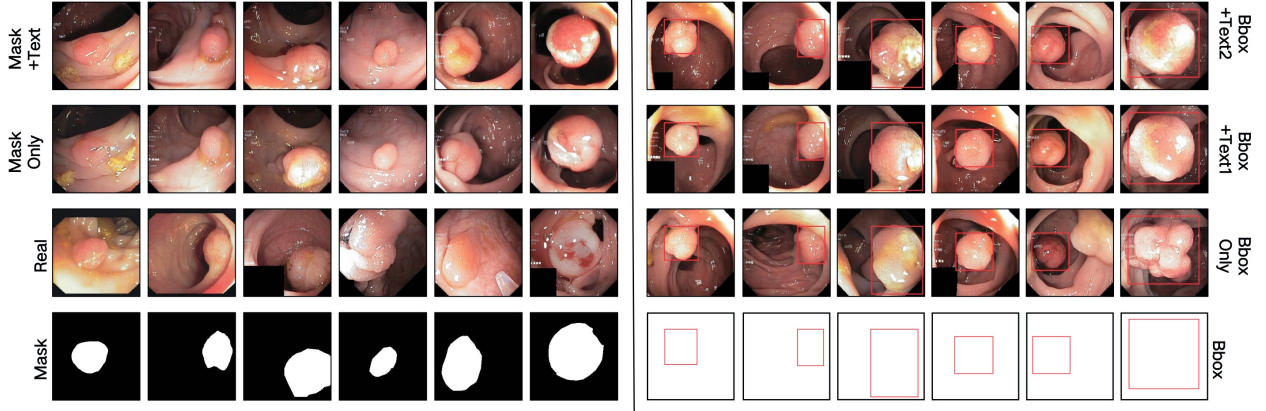 Mask
+Text
Mask
Only
Real
Mask
Bbox
+Text2
Bbox
+Text1
Bbox
Only
Bbox